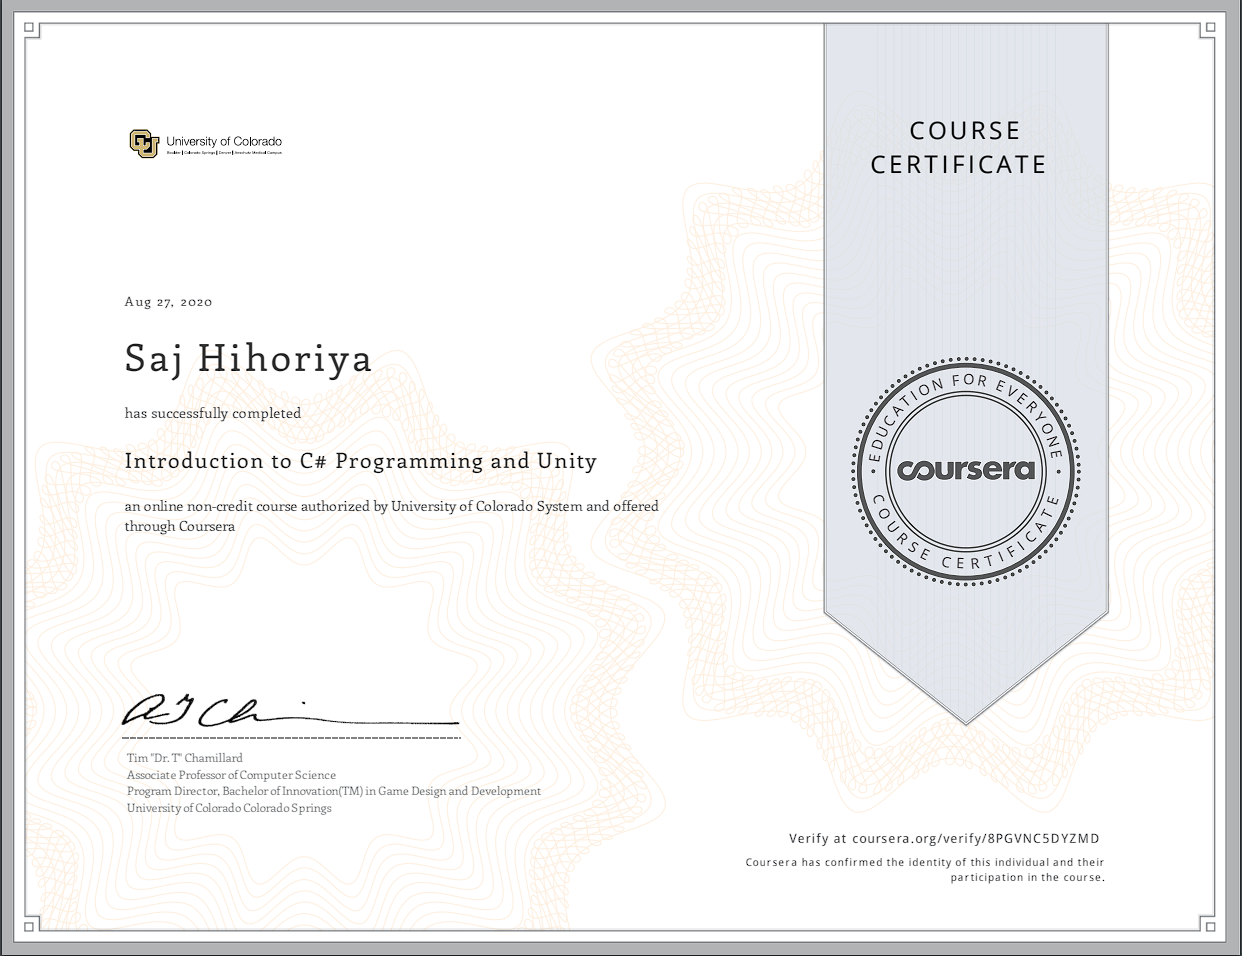 University of Colorado
Boulder | Colorado Springs | Denver | Anschutz Medical Campus
COURSE
CERTIFICATE
Aug 27, 2020
Saj Hihoriya
has successfully completed
Introduction to C# Programming and Unity
an online non-credit course authorized by University of Colorado System and offered
through Coursera
EDUCATION FOR EVERYONE
coursera
COURSE CERTIFICATE
Tim "Dr. T" Chamillard
Associate Professor of Computer Science
Program Director, Bachelor of Innovation(TM) in Game Design and Development
University of Colorado Colorado Springs
Verify at coursera.org/verify/8PGVNC5DYZMD
Coursera has confirmed the identity of this individual and their
participation in the course.